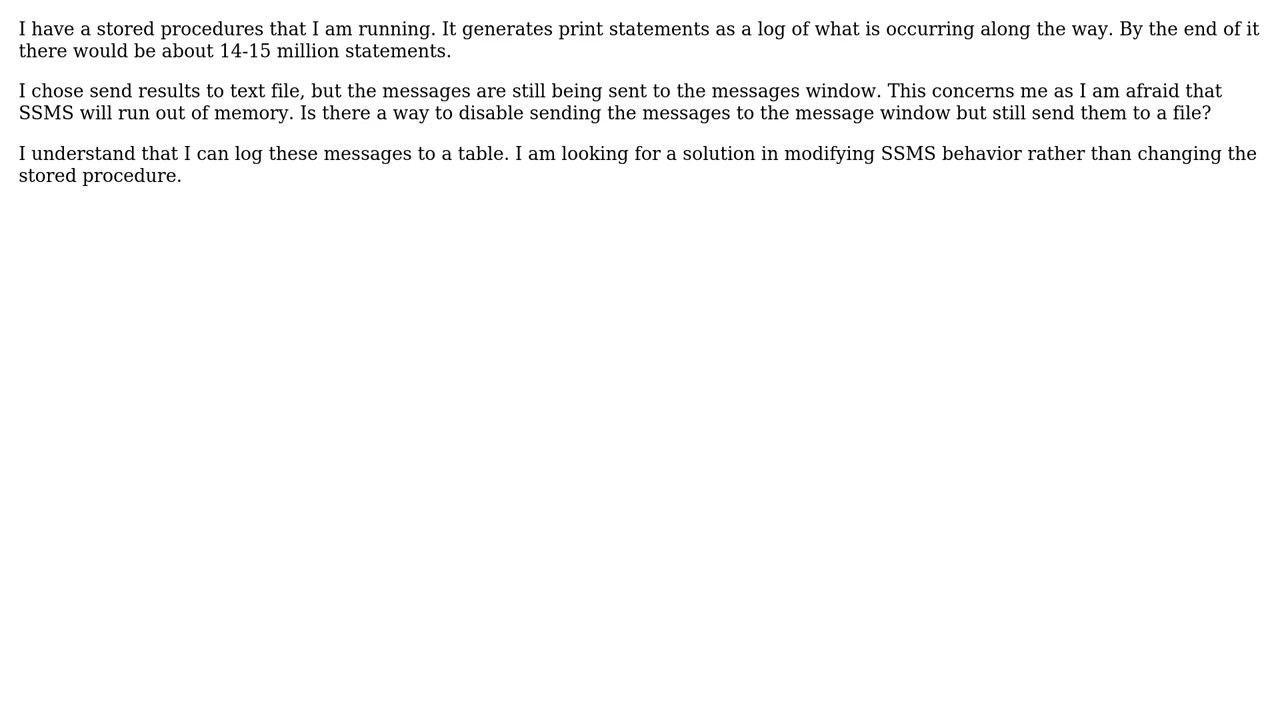 I have a stored procedures that I am running. It generates print statements as a log of what is occurring along the way. By the end of it
there would be about 14-15 million statements.
I chose send results to text file, but the messages are still being sent to the messages window. This concerns me as I am afraid that
SSMS will run out of memory. Is there a way to disable sending the messages to the message window but still send them to a file?
I understand that I can log these messages to a table. I am looking for a solution in modifying SSMS behavior rather than changing the
stored procedure.